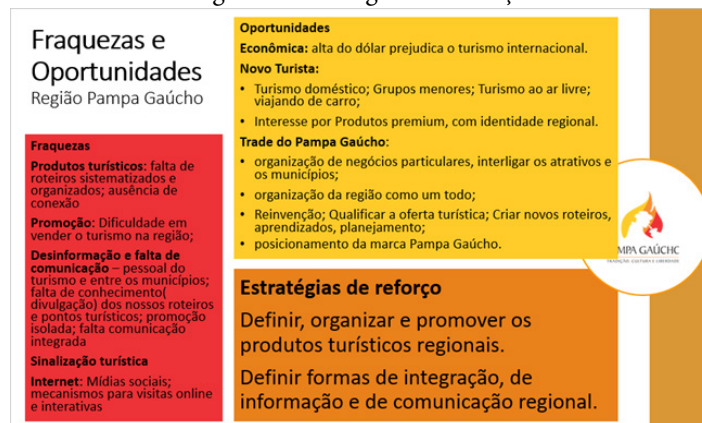 Fraquezas e
Oportunidades
Região Pampa Gaúcho
Fraquezas
Produtos turísticos: falta de
roteiros sistematizados e
organizados; ausência de
conexão
Promoção: Dificuldade em
vender o turismo na região;
Desinformação e falta de
comunicação – pessoal do
turismo e entre os municípios;
falta de conhecimento(
divulgação) dos nossos roteiros
e pontos turísticos; promoção
isolada; falta comunicação
integrada
Sinalização turística
Internet: Mídias sociais;
mecanismos para visitas online
e interativas
Oportunidades
Econômica: alta do dólar prejudica o turismo internacional.
Novo Turista:
• Turismo doméstico; Grupos menores; Turismo ao ar livre;
viajando de carro;
• Interesse por Produtos premium, com identidade regional.
Trade do Pampa Gaúcho:
• organização de negócios particulares, interligar os atrativos e
os municípios;
• organização da região como um todo;
• Reinvenção; Qualificar a oferta turística; Criar novos roteiros,
aprendizados, planejamento;
• posicionamento da marca Pampa Gaúcho.
Estratégias de reforço
Definir, organizar e promover os
produtos turísticos regionais.
Definir formas de integração, de
informação e de comunicação regional.
MPA GAÚCHO